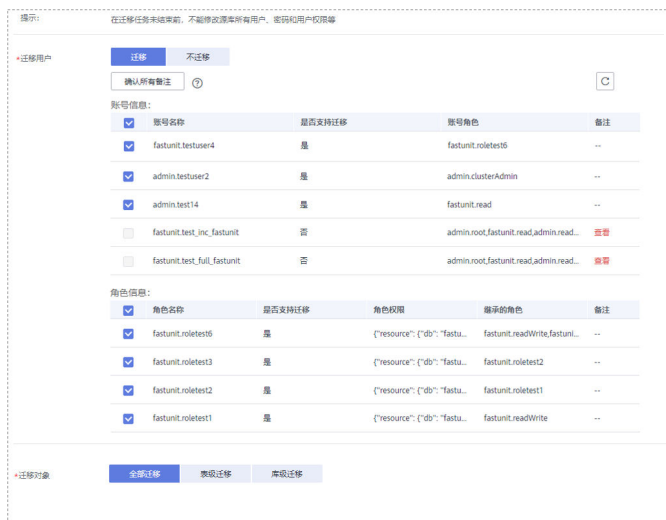 提示: 在迁移任务未结束前，不能修改源库所有用户、密码和用户权限等
*迁移用户 迁移 不迁移
确认所有备注 ?
账号信息:
账号名称 是否支持迁移 账号角色 备注
fastunit.testuser4 是 fastunit.roletest6 --
admin.testuser2 是 admin.clusterAdmin --
admin.test14 是 fastunit.read --
fastunit.test_inc_fastunit 否 admin.root,fastunit.read,admin.read... 查看
fastunit.test_full_fastunit 否 admin.root,fastunit.read,admin.read... 查看
角色信息:
角色名称 是否支持迁移 角色权限 继承的角色 备注
fastunit.roletest6 是 {"resource": {"db": "fastu... fastunit.readWrite,fastuni... --
fastunit.roletest3 是 {"resource": {"db": "fastu... fastunit.roletest2 --
fastunit.roletest2 是 {"resource": {"db": "fastu... fastunit.roletest1 --
fastunit.roletest1 是 {"resource": {"db": "fastu... fastunit.readWrite --
*迁移对象 全部迁移 表级迁移 库级迁移